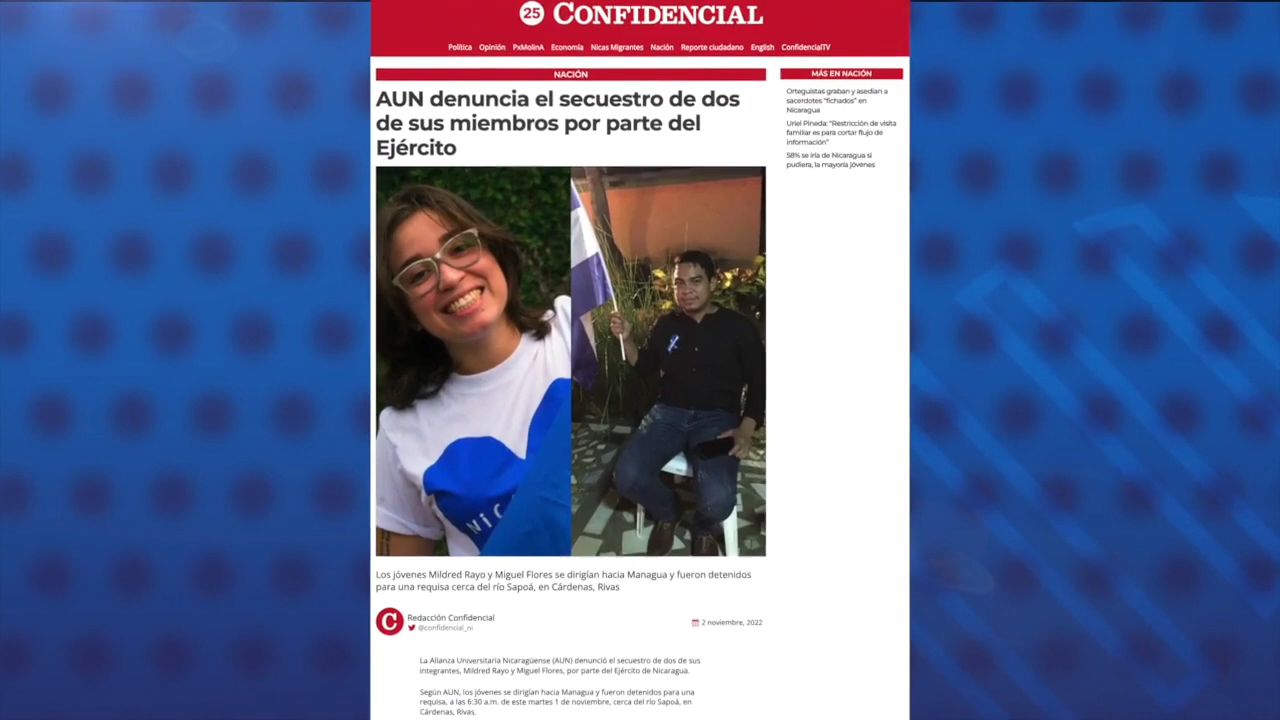 25 CONFIDENCIAL
Política Opinión PxMolinA Economía Nicas Migrantes Nación Reporte ciudadano English ConfidencialTV
NACIÓN
AUN denuncia el secuestro de dos
de sus miembros por parte del
Ejército
NiC
Los jóvenes Mildred Rayo y Miguel Flores se dirigían hacia Managua y fueron detenidos
para una requisa cerca del río Sapoá, en Cárdenas, Rivas
C
Redacción Confidencial
@confidencial_ni
2 noviembre, 2022
La Alianza Universitaria Nicaragüense (AUN) denunció el secuestro de dos de sus
integrantes, Mildred Rayo y Miguel Flores, por parte del Ejército de Nicaragua.
Según AUN, los jóvenes se dirigían hacia Managua y fueron detenidos para una
requisa, a las 6:30 a.m. de este martes 1 de noviembre, cerca del río Sapoá, en
Cárdenas, Rivas.
MÁS EN NACIÓN
Orteguistas graban y asedian a
sacerdotes "fichados" en
Nicaragua
Uriel Pineda: "Restricción de visita
familiar es para cortar flujo de
información"
58% se iría de Nicaragua si
pudiera, la mayoría jóvenes